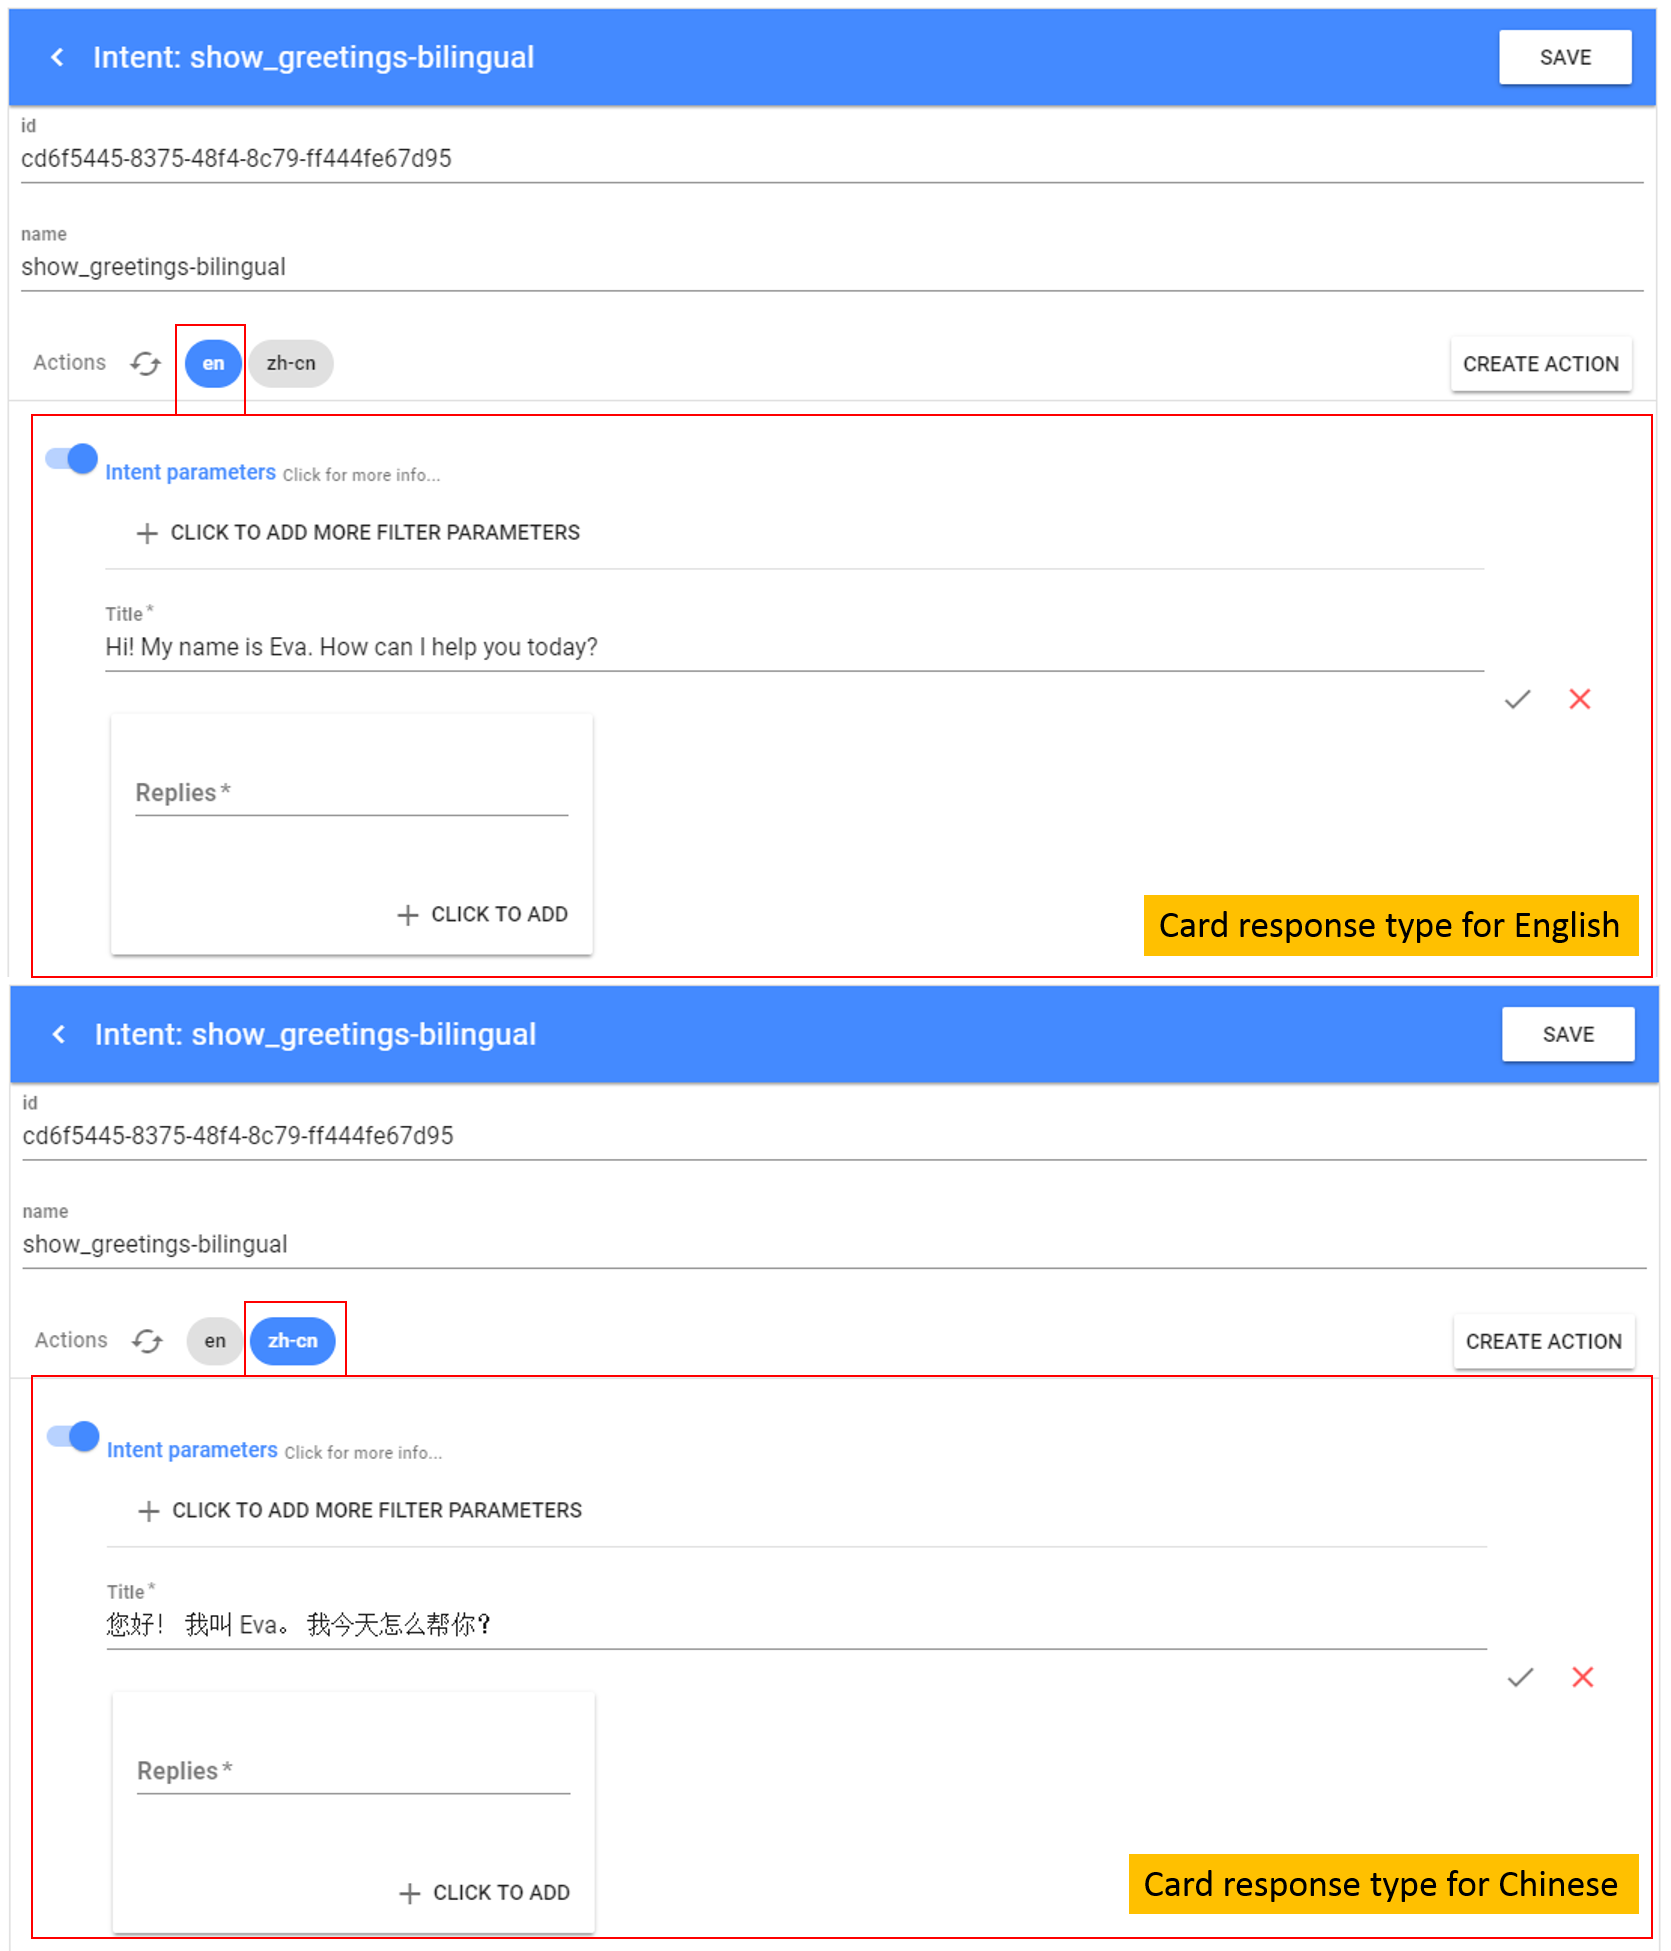 Intent: show_greetings-bilingual
SAVE
id
cd6f5445-8375-48f4-8c79-ff444fe67d95
name
show_greetings-bilingual
Actions en zh-cn CREATE ACTION
Intent parameters Click for more info...
+ CLICK TO ADD MORE FILTER PARAMETERS
Title*
Hi! My name is Eva. How can I help you today?
Replies*
+ CLICK TO ADD
Card response type for English
Intent: show_greetings-bilingual
SAVE
id
cd6f5445-8375-48f4-8c79-ff444fe67d95
name
show_greetings-bilingual
Actions en zh-cn CREATE ACTION
Intent parameters Click for more info...
+ CLICK TO ADD MORE FILTER PARAMETERS
Title*
您好! 我叫 Eva。 我今天怎么帮你?
Replies*
+ CLICK TO ADD
Card response type for Chinese